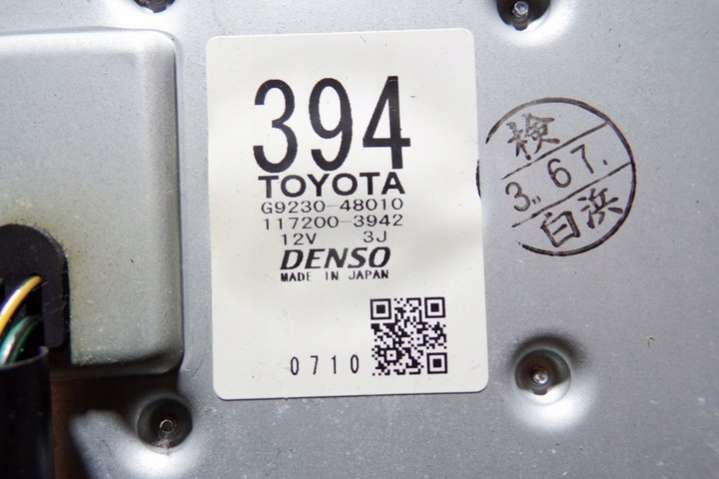 394
TOYOTA
G9230-48010
117200-3942
12V 3J
DENSO
MADE IN JAPAN
0710
検
3.. 6 7.
白浜